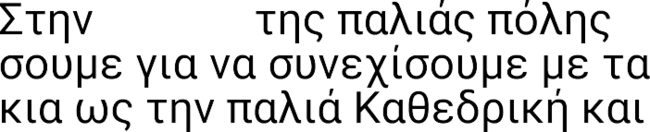 Στην της παλιάς πόλης
σουμε για να συνεχίσουμε με τα
κια ως την παλιά Καθεδρική και